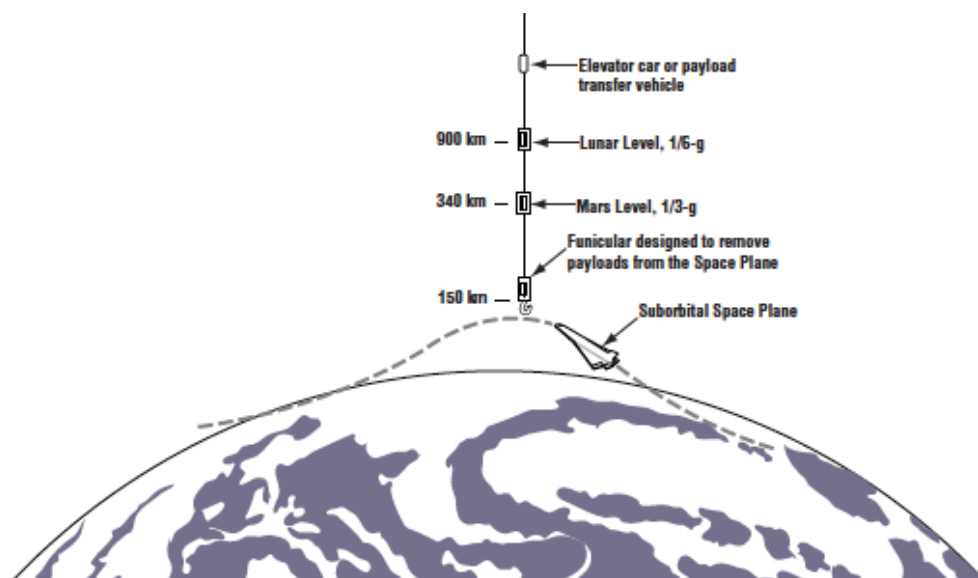 Elevator car or payload
transfer vehicle
900 km
Lunar Level, 1/6-g
340 km
Mars Level, 1/3-g
Funicular designed to remove
payloads from the Space Plane
150 km
Suborbital Space Plane